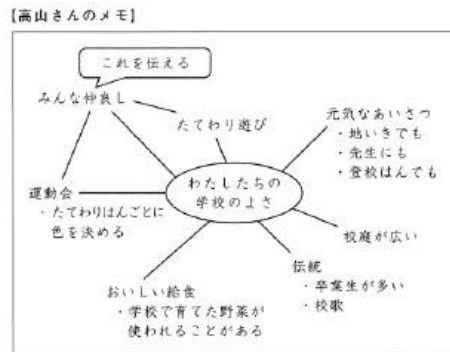 【高山さんのメモ】
これを伝える
みんな仲良し
たてわり遊び
元気なあいさつ
・地いきでも
・先生にも
・登校はんでも
わたしたちの
学校のよさ
運動会
・たてわりはんごとに
色を決める
校庭が広い
伝統
・卒業生が多い
・校歌
おいしい給食
・学校で育てた野菜が
使われることがある